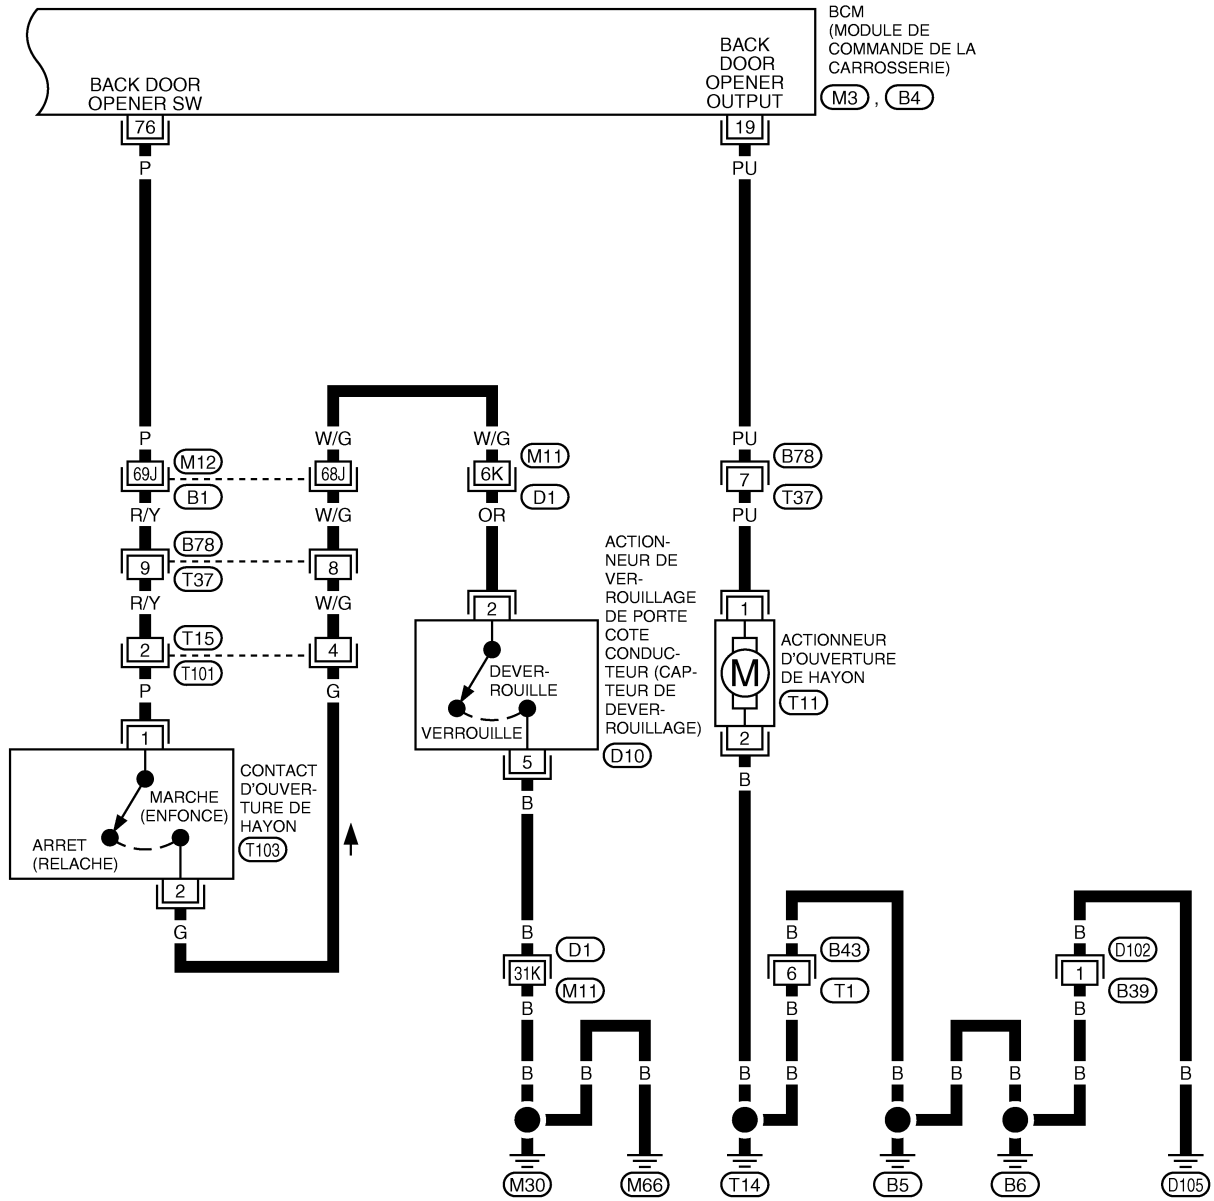 BCM
(MODULE DE
COMMANDE DE LA
CARROSSERIE)
M3 , B4
BACK DOOR
OPENER SW
BACK
DOOR
OPENER
OUTPUT
76
19
P
PU
P
W/G
W/G
PU
69J
M12
B1
68J
6K
M11
D1
7
B78
T37
R/Y
W/G
OR
PU
9
B78
T37
8
R/Y
W/G
2
T15
T101
4
P
G
1
CONTACT
D'OUVER-
TURE DE
HAYON
T103
MARCHE
(ENFONCE)
ARRET
(RELACHE)
2
G
2
ACTION-
NEUR DE
VER-
ROUILLAGE
DE PORTE
COTE
CONDUC-
TEUR (CAP-
TEUR DE
DEVER-
ROUILLAGE)
D10
DEVER-
ROUILLE
VERROUILLE
5
B
1
M
ACTIONNEUR
D'OUVERTURE
DE HAYON
T11
2
B
B
B
B
31K
D1
M11
6
B43
T1
1
D102
B39
B
B
B
B
B
B
B
B
B
B
B
B
B
B
M30
M66
T14
B5
B6
D105